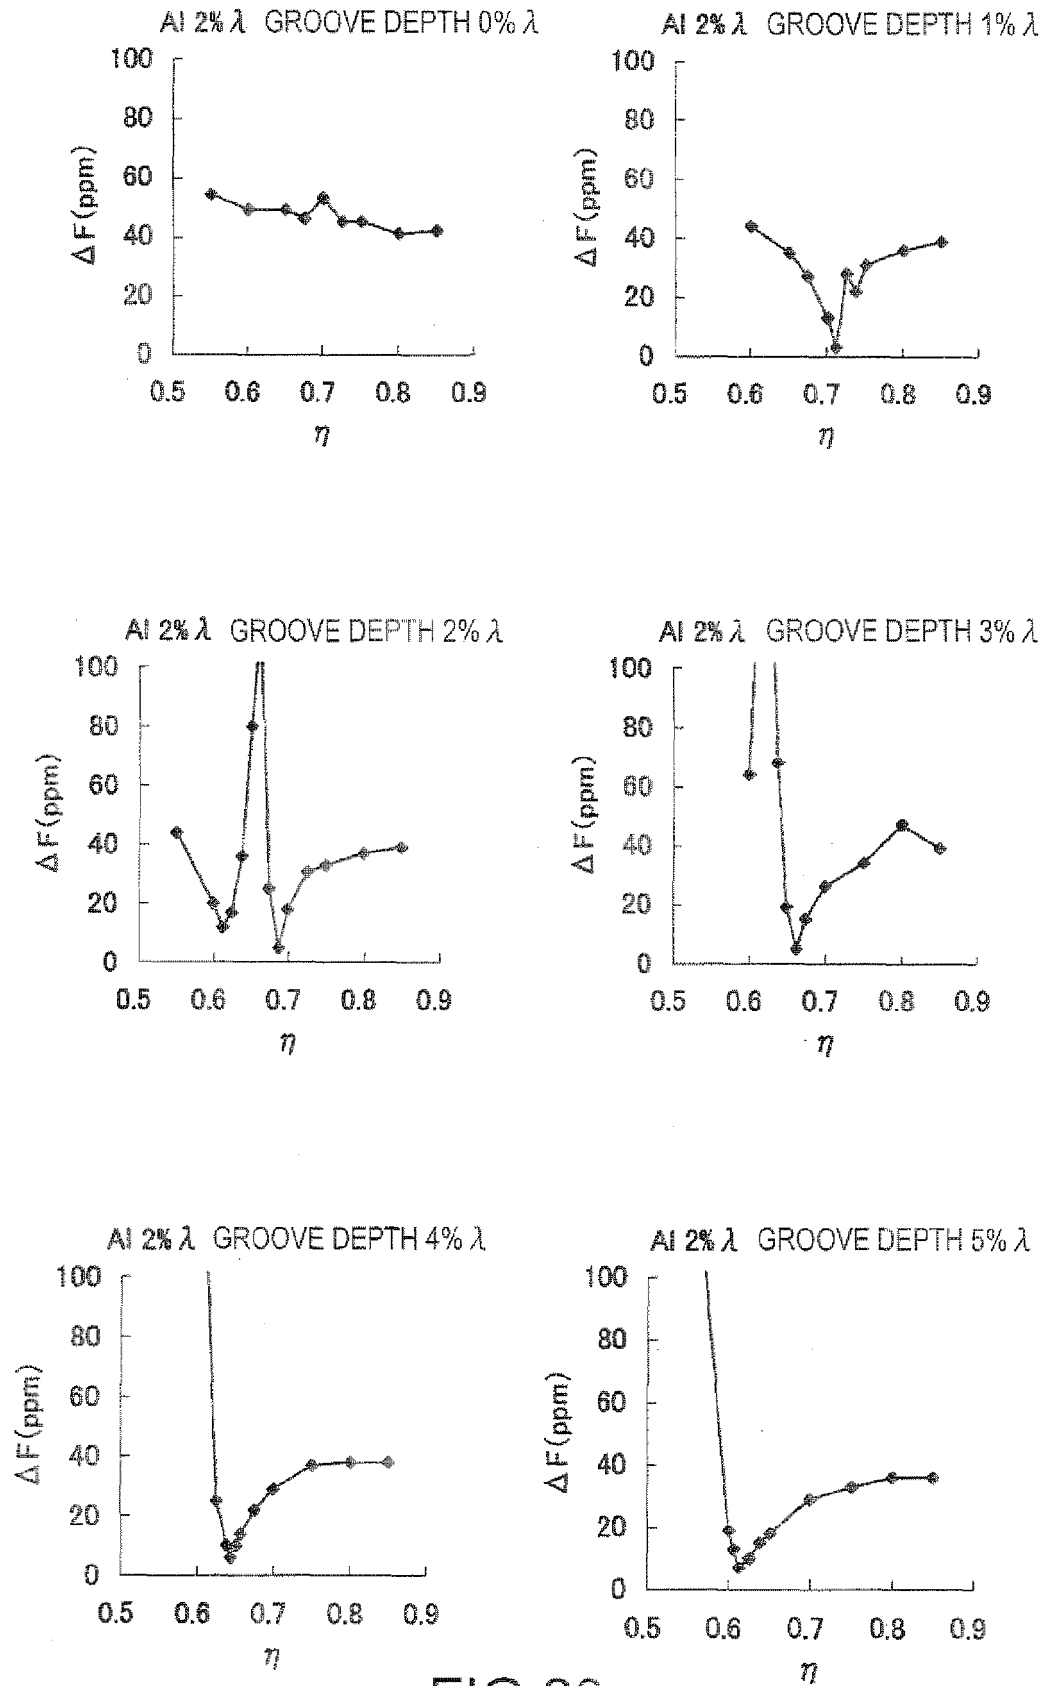 Al 2% λ GROOVE DEPTH 0% λ
100
80
60
40
20
0
ΔF(ppm)
0.5 0.6 0.7 0.8 0.9
η
Al 2% λ GROOVE DEPTH 1% λ
100
80
60
40
20
0
ΔF(ppm)
0.5 0.6 0.7 0.8 0.9
η
Al 2% λ GROOVE DEPTH 2% λ
100
80
60
40
20
0
ΔF(ppm)
0.5 0.6 0.7 0.8 0.9
η
Al 2% λ GROOVE DEPTH 3% λ
100
80
60
40
20
0
ΔF(ppm)
0.5 0.6 0.7 0.8 0.9
η
Al 2% λ GROOVE DEPTH 4% λ
100
80
60
40
20
0
ΔF(ppm)
0.5 0.6 0.7 0.8 0.9
η
Al 2% λ GROOVE DEPTH 5% λ
100
80
60
40
20
0
ΔF(ppm)
0.5 0.6 0.7 0.8 0.9
η